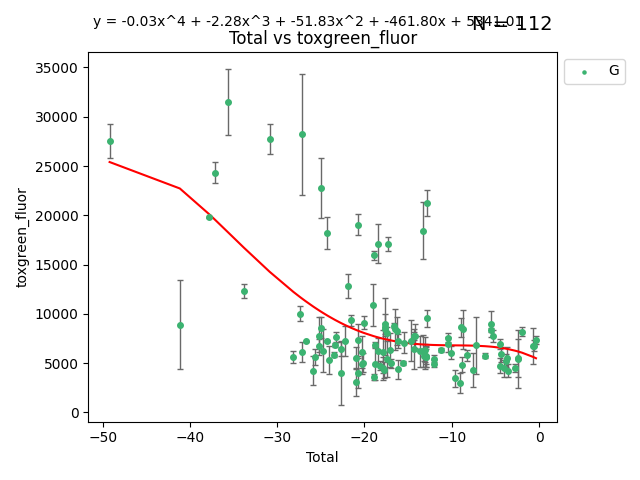 y = -0.03x^4 + -2.28x^3 + -51.83x^2 + -461.80x + 5341.01
N = 112
Total vs toxgreen_fluor
G
35000
30000
25000
20000
15000
10000
5000
0
toxgreen_fluor
−50 −40 −30 −20 −10 0
Total